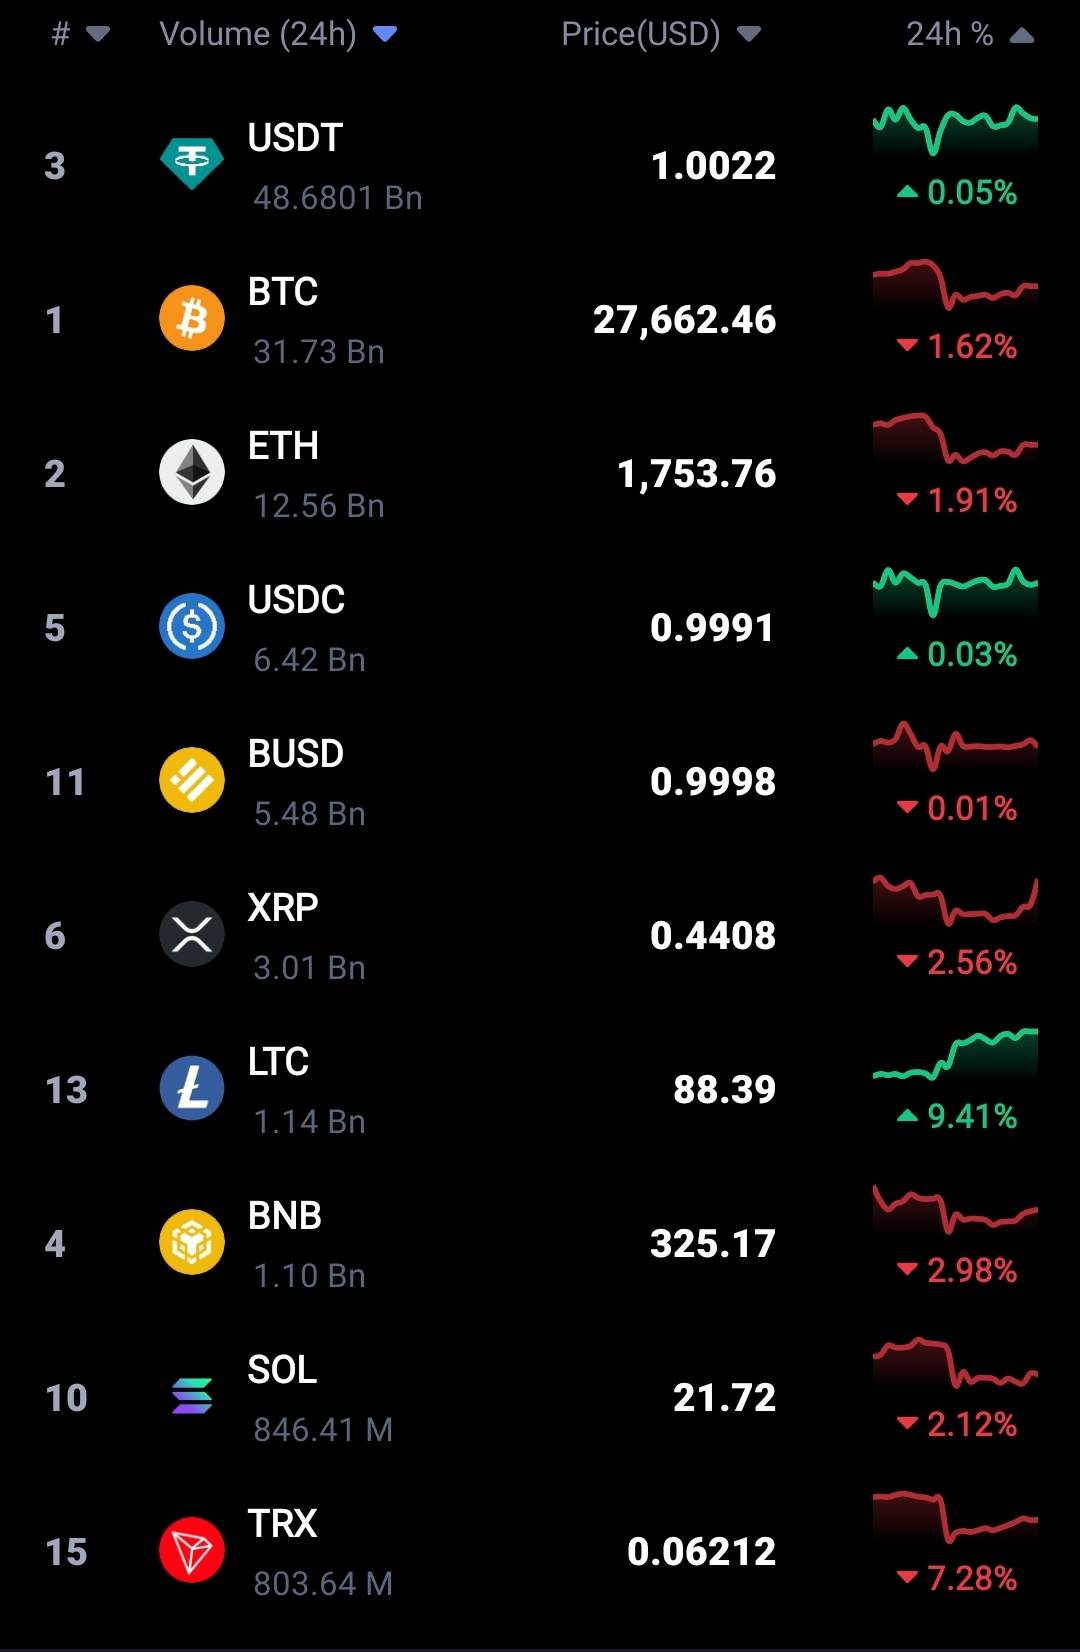 # Volume (24h) Price(USD) 24h %
3 USDT 48.6801 Bn 1.0022 0.05%
1 BTC 31.73 Bn 27,662.46 1.62%
2 ETH 12.56 Bn 1,753.76 1.91%
5 USDC 6.42 Bn 0.9991 0.03%
11 BUSD 5.48 Bn 0.9998 0.01%
6 XRP 3.01 Bn 0.4408 2.56%
13 LTC 1.14 Bn 88.39 9.41%
4 BNB 1.10 Bn 325.17 2.98%
10 SOL 846.41 M 21.72 2.12%
15 TRX 803.64 M 0.06212 7.28%